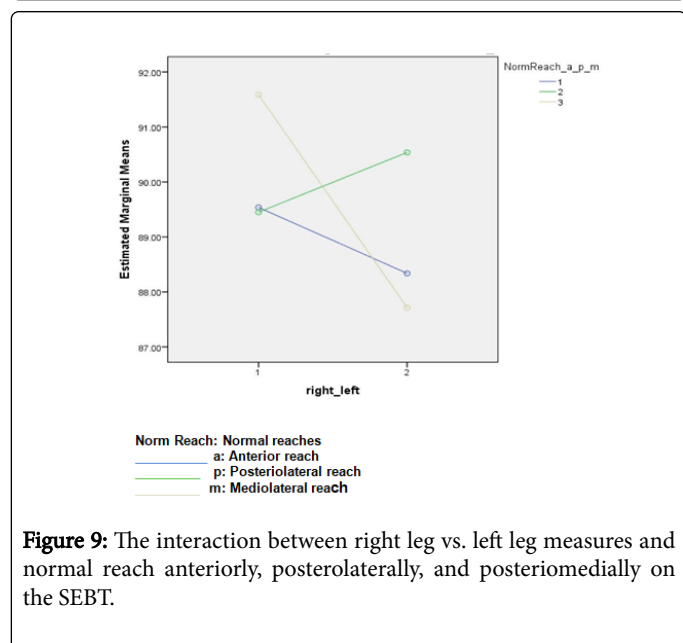 92.00
NormReach_a_p_m
1
2
3
91.00
90.00
Estimated Marginal Means
89.00
88.00
87.00
1 2
right_left
Norm Reach: Normal reaches
a: Anterior reach
p: Posteriolateral reach
m: Mediolateral reach
Figure 9: The interaction between right leg vs. left leg measures and
normal reach anteriorly, posterolaterally, and posteriomedially on
the SEBT.